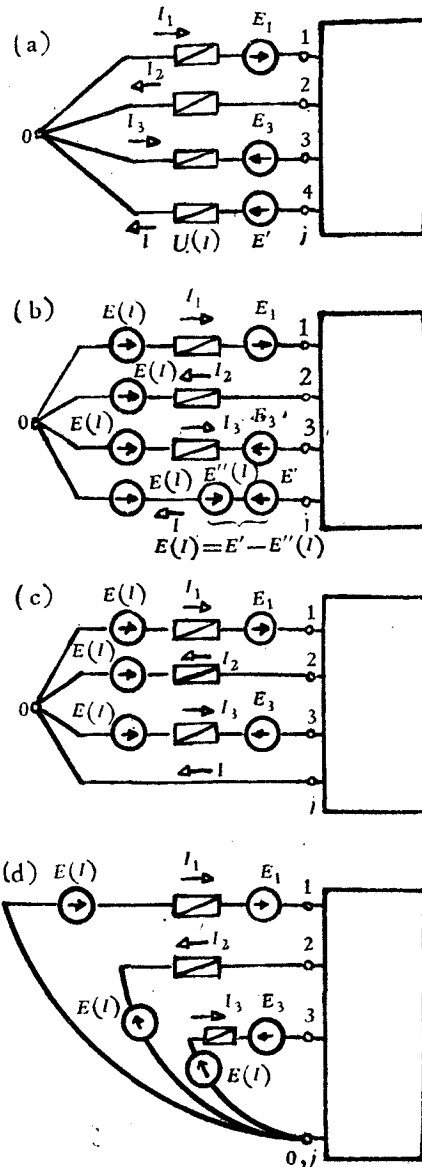 (a)
I₁ E₁ 1
I₂ 2
0 I₃ E₃ 3
I U(I) E′ 4
j
(b)
E(I) I₁ E₁ 1
E(I) I₂ 2
0 E(I) I₃ E₃ 3
E(I) E″(I) E′
I j
E(I)=E′−E″(I)
(c)
E(I) I₁ E₁ 1
E(I) I₂ 2
0 E(I) I₃ E₃ 3
I j
(d)
E(I) I₁ E₁ 1
I₂ 2
E(I) I₃ E₃ 3
E(I)
0,j